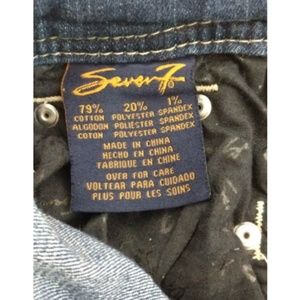 Seven7
79% 20% 1%
COTTON POLYESTER SPANDEX
ALGODON POLIÉSTER SPANDEX
COTON POLYESTER SPANDEX
MADE IN CHINA
HECHO EN CHINA
FABRIQUE EN CHINE
OVER FOR CARE
VOLTEAR PARA CUIDADO
PLUS POUR LES SOINS